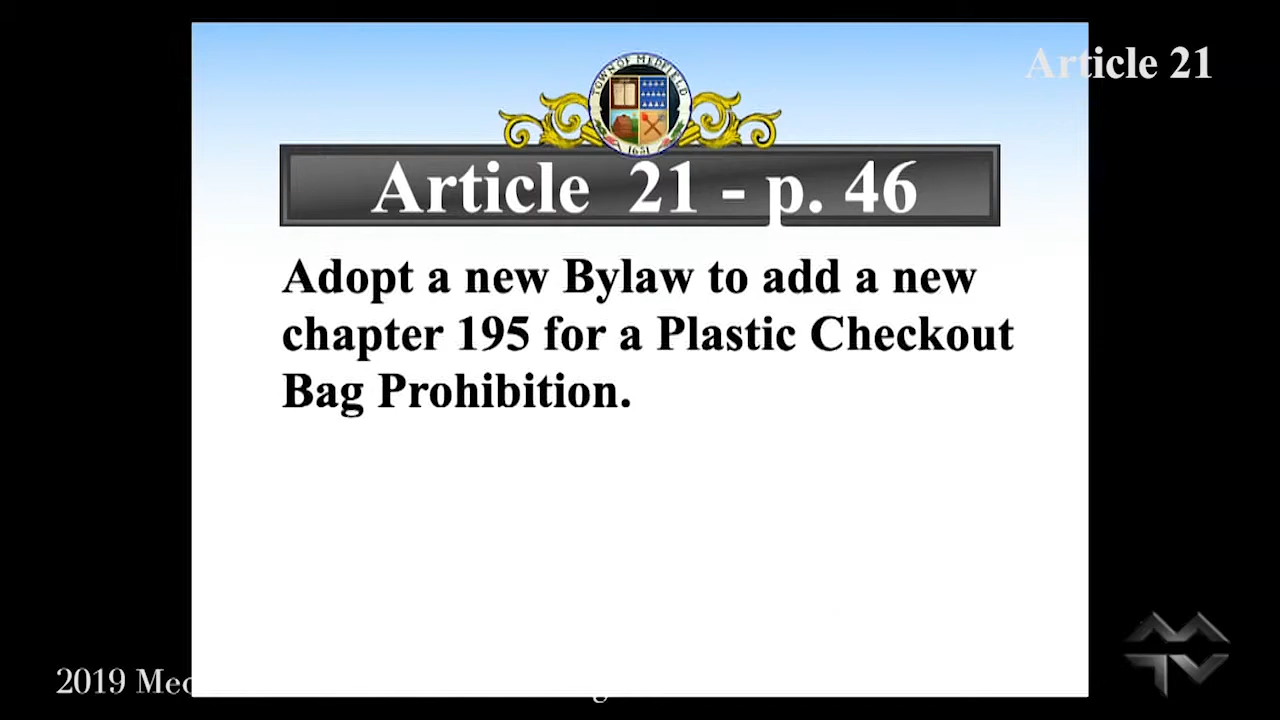 Article 21
TOWN OF MEDFIELD
1651
Article 21 - p. 46
Adopt a new Bylaw to add a new
chapter 195 for a Plastic Checkout
Bag Prohibition.
2019
MTV